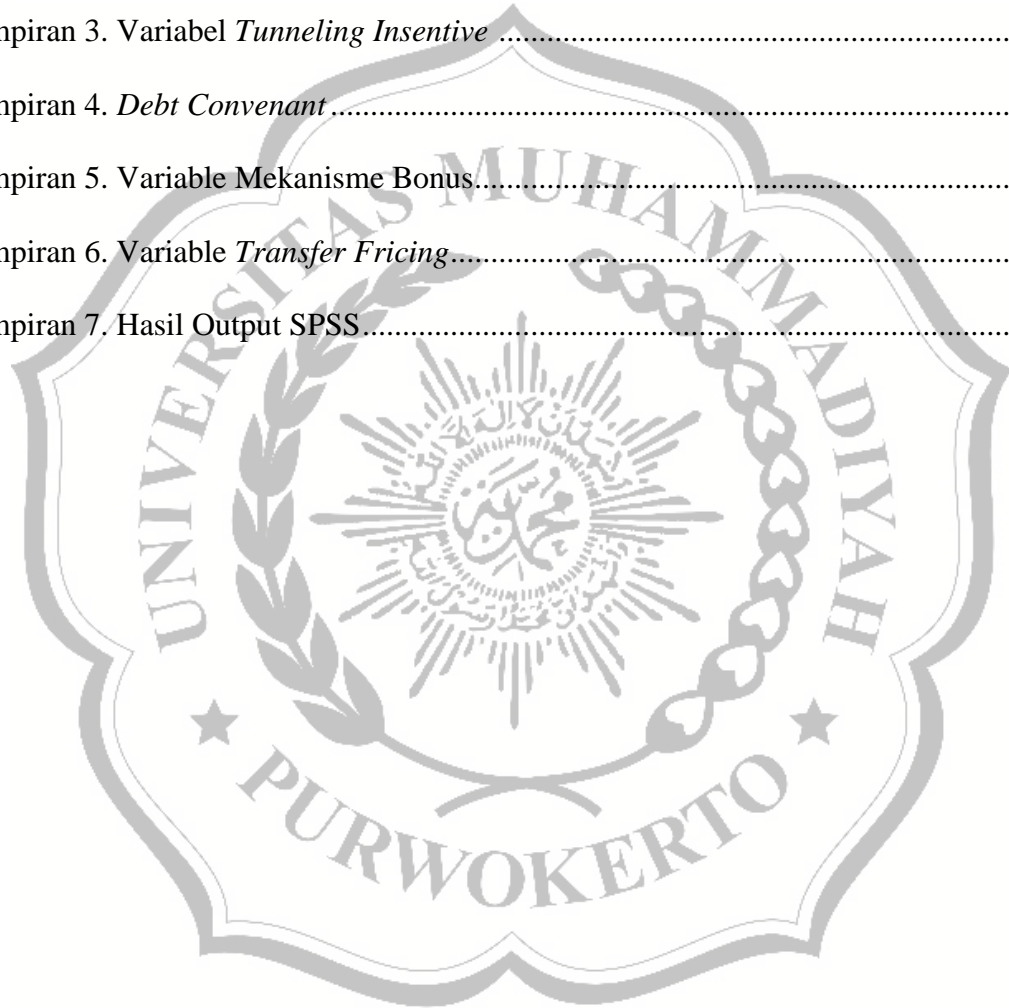 mpiran 3. Variabel Tunneling Insentive ..........................................................
mpiran 4. Debt Convenant ..........................................................................
mpiran 5. Variable Mekanisme Bonus..............................................................
mpiran 6. Variable Transfer Fricing................................................................
mpiran 7. Hasil Output SPSS.........................................................................
UNIVERSITAS MUHAMMADIYAH
PURWOKERTO